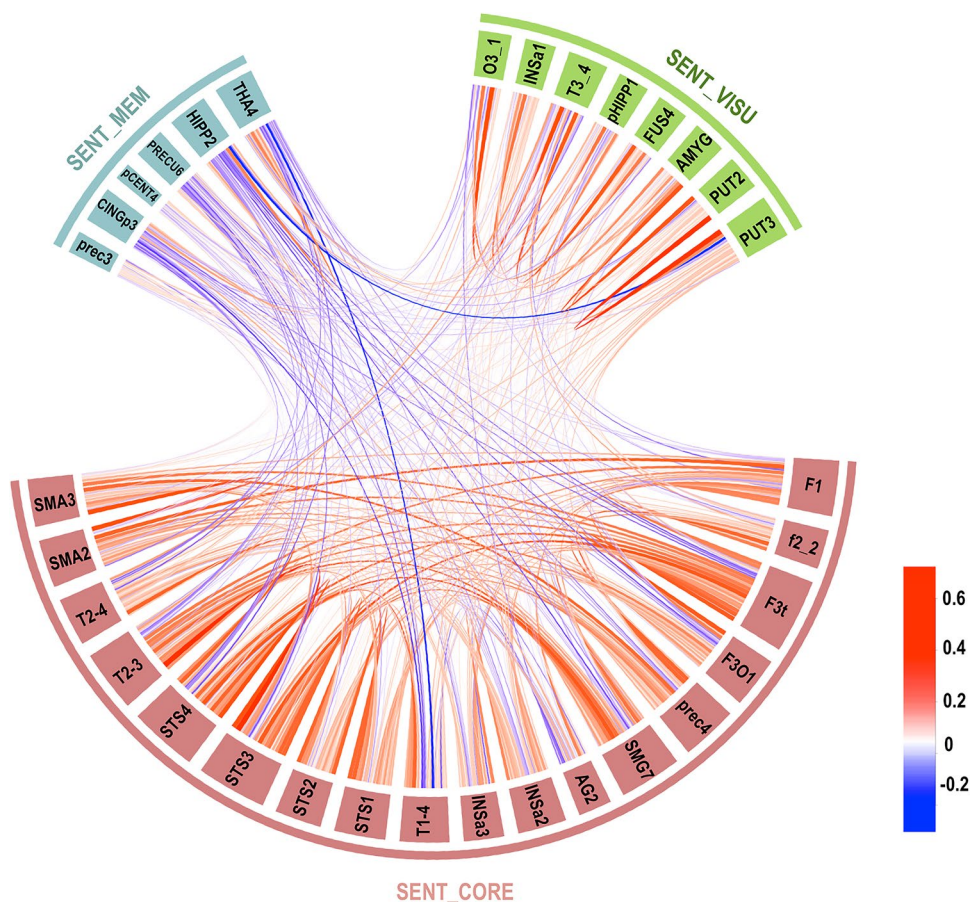 SENT_MEM
THA4
HIPP2
PRECU6
pCENT4
CINGp3
prec3
SENT_VISU
O3_1
INSa1
T3_4
pHIPP1
FUS4
AMYG
PUT2
PUT3
SMA3
SMA2
T2-4
T2-3
STS4
STS3
STS2
STS1
T1-4
INSa3
INSa2
AG2
SMG7
prec4
F3O1
F3t
f2_2
F1
SENT_CORE
0.6
0.4
0.2
0
-0.2